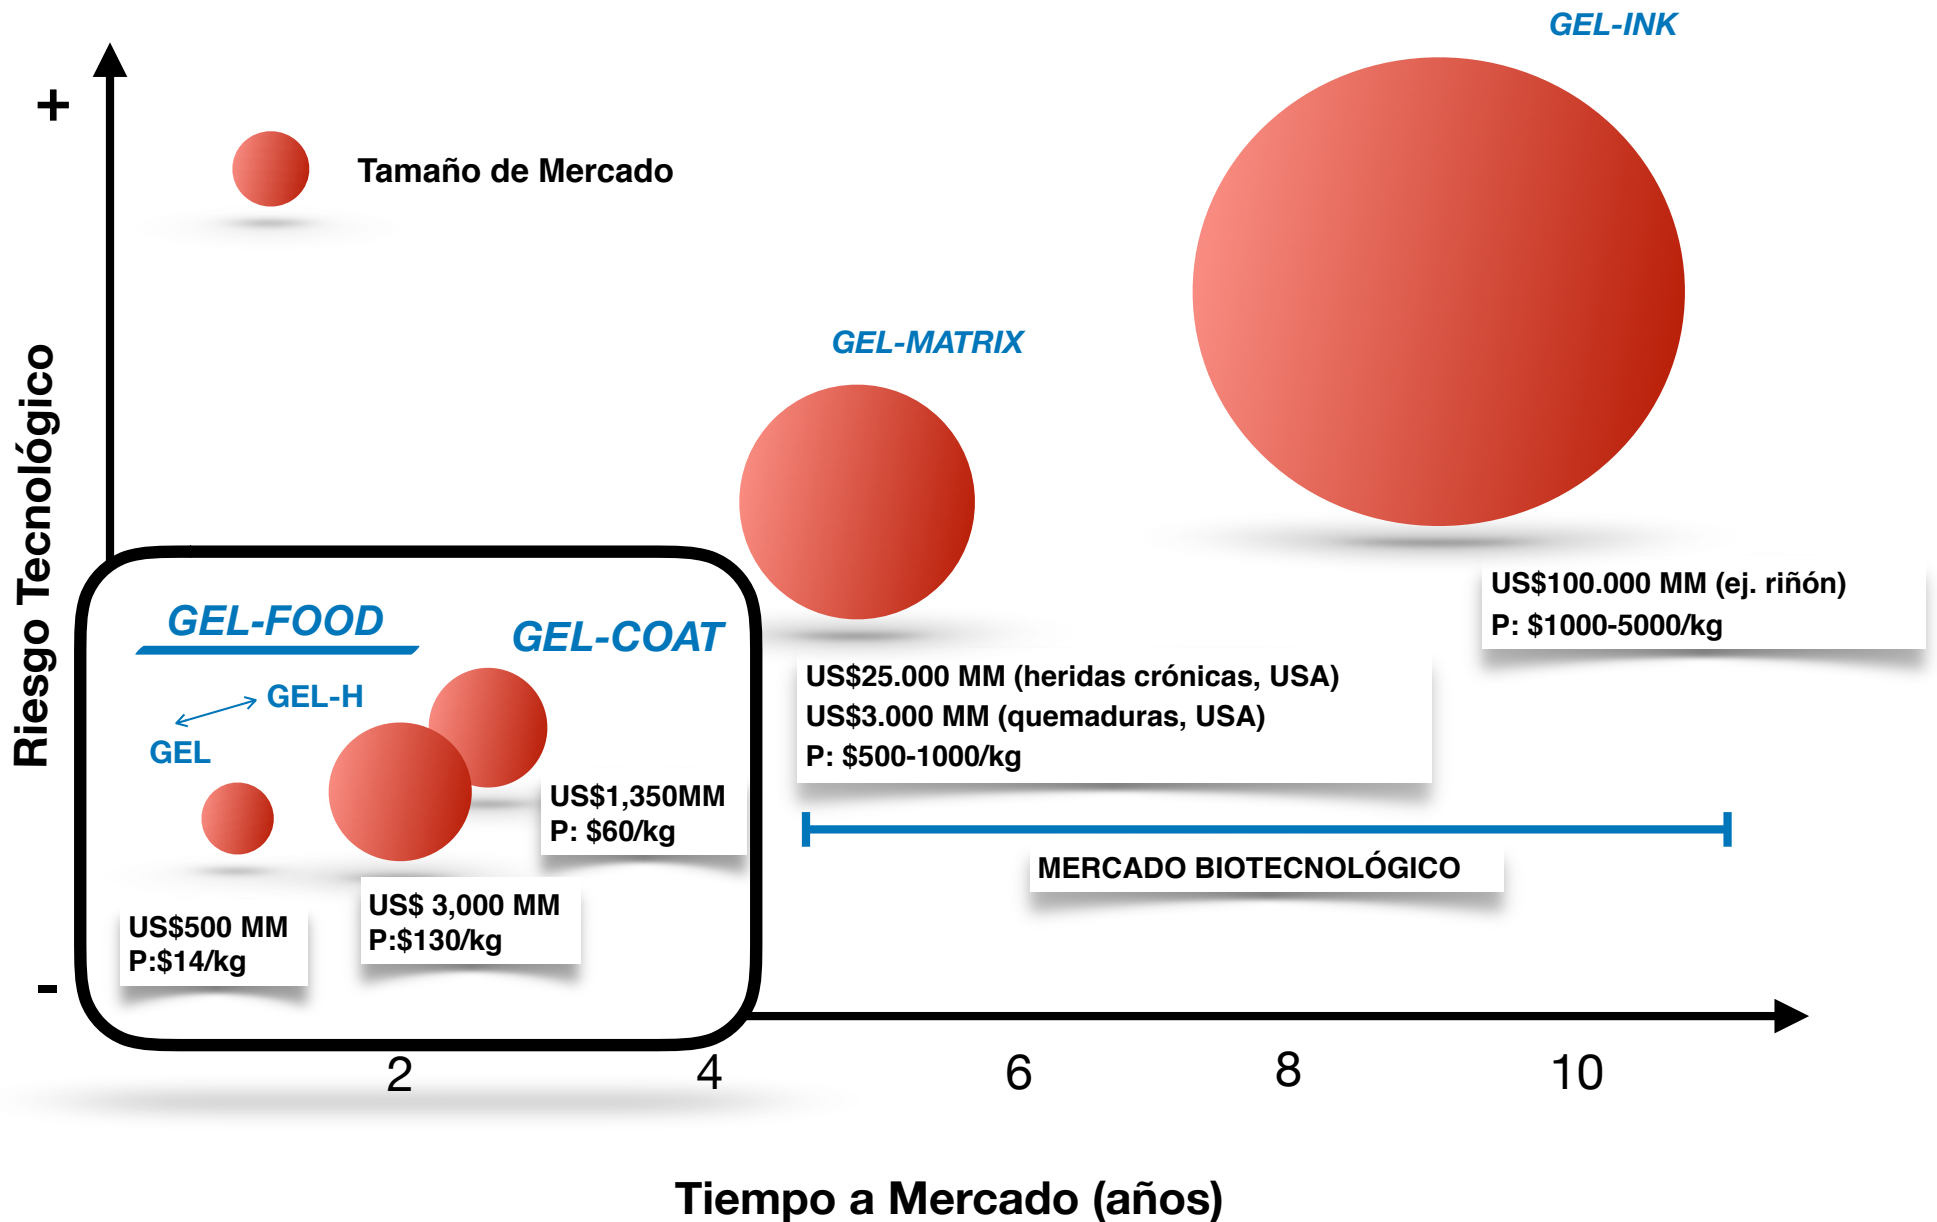 GEL-INK
+
Tamaño de Mercado
GEL-MATRIX
Riesgo Tecnológico
US$100.000 MM (ej. riñón)
P: $1000-5000/kg
GEL-FOOD
GEL-COAT
US$25.000 MM (heridas crónicas, USA)
US$3.000 MM (quemaduras, USA)
P: $500-1000/kg
GEL-H
GEL
US$1,350MM
P: $60/kg
MERCADO BIOTECNOLÓGICO
US$ 3,000 MM
P:$130/kg
US$500 MM
P:$14/kg
-
2 4 6 8 10
Tiempo a Mercado (años)